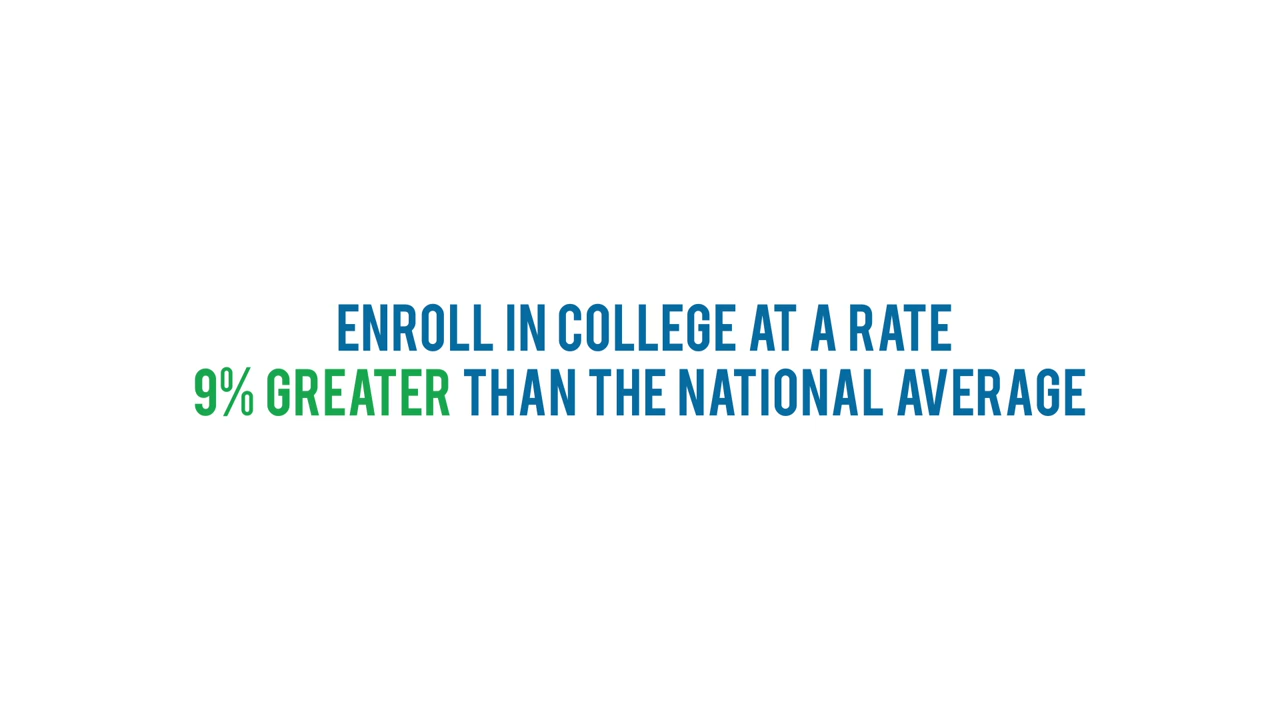 ENROLL IN COLLEGE AT A RATE
9% GREATER THAN THE NATIONAL AVERAGE